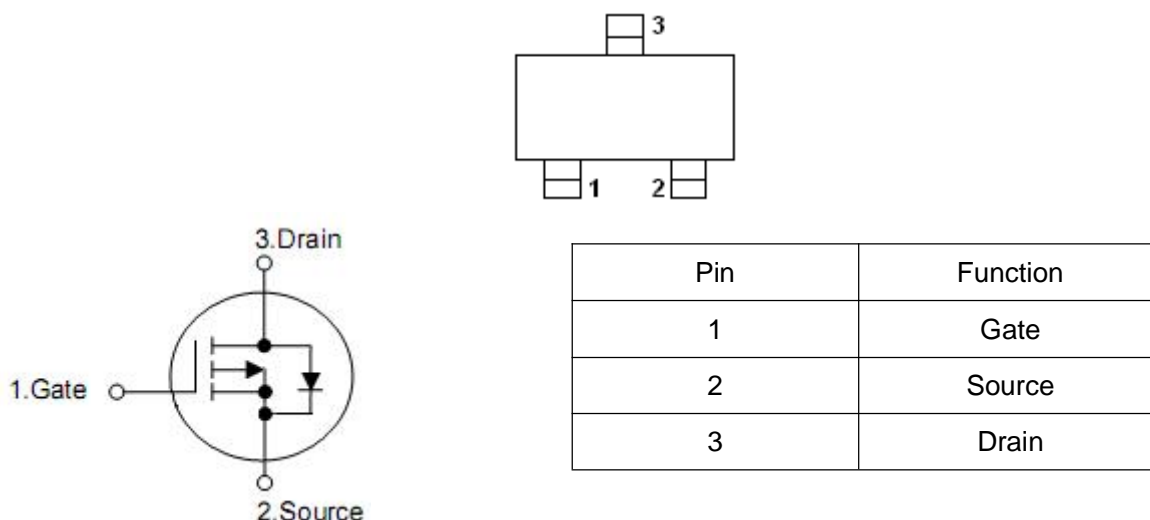 3
1
2
3.Drain
1.Gate
2.Source
Pin Function
1 Gate
2 Source
3 Drain